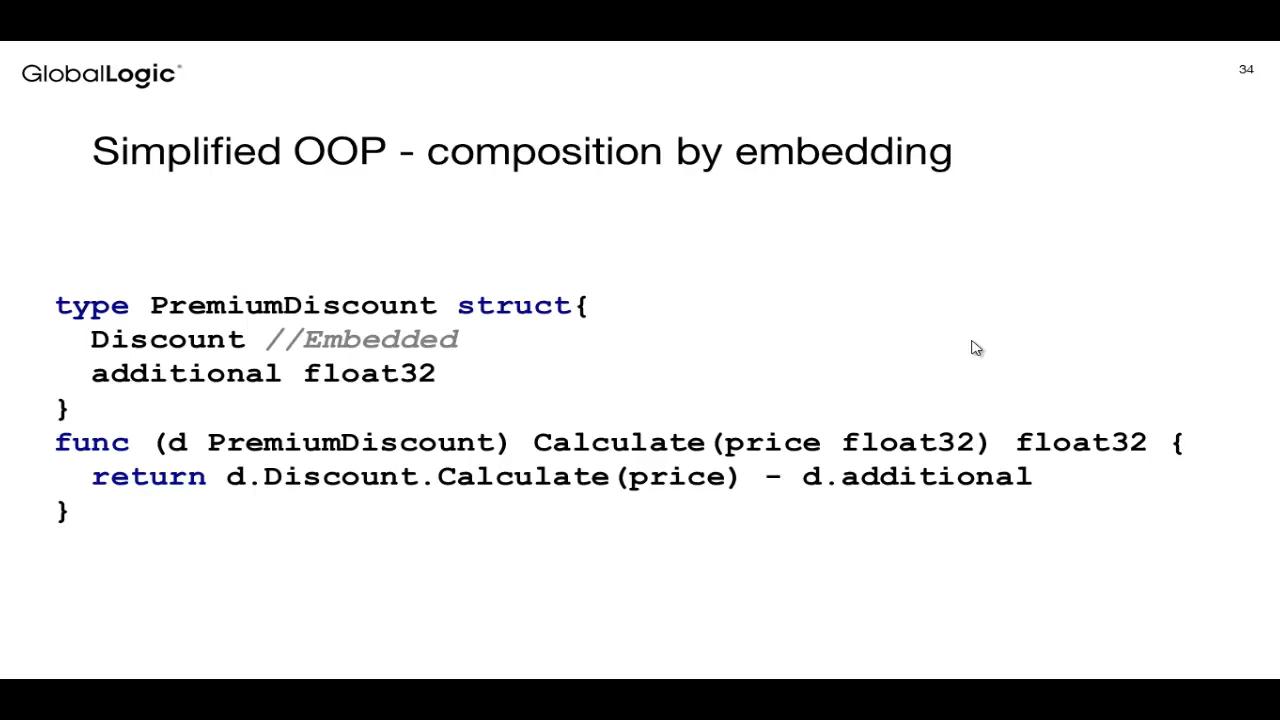 GlobalLogic
34
Simplified OOP - composition by embedding
type PremiumDiscount struct{
Discount //Embedded
additional float32
}
func (d PremiumDiscount) Calculate(price float32) float32 {
return d.Discount.Calculate(price) - d.additional
}